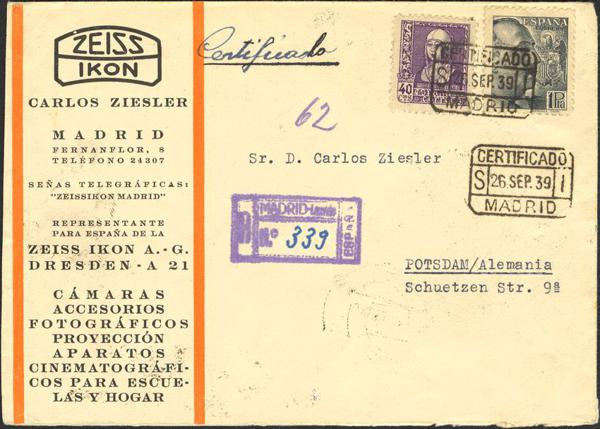 ZEISS
IKON
CARLOS ZIESLER
MADRID
FERNANFLOR, 8
TELÉFONO 24307
SEÑAS TELEGRÁFICAS:
"ZEISSIKONMADRID"
REPRESENTANTE
PARA ESPAÑA DE LA
ZEISS IKON A.-G.
DRESDEN-A 21
CÁMARAS
ACCESORIOS
FOTOGRÁFICOS
PROYECCIÓN
APARATOS
CINEMATOGRÁFI-
COS PARA ESCUE-
LAS Y HOGAR
Certificado
62
40
ESPAÑA
1 Pta
CERTIFICADO
S 26 SEP. 39 I
MADRID
CERTIFICADO
S 26. SEP. 39 I
MADRID
Sr. D. Carlos Ziesler
MADRID
N.º 339
ESPAÑA
POTSDAM/Alemania
Schuetzen Str. 9ª